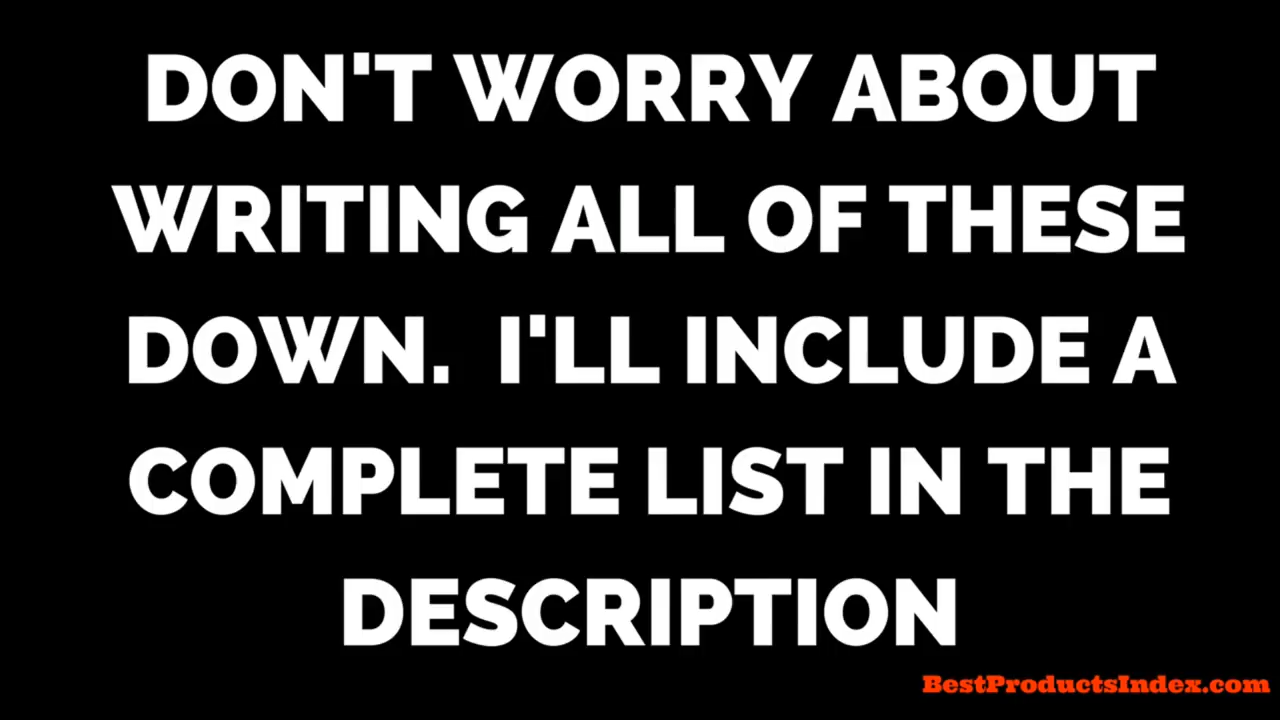 DON'T WORRY ABOUT
WRITING ALL OF THESE
DOWN.  I'LL INCLUDE A
COMPLETE LIST IN THE
DESCRIPTION
BestProductsIndex.com